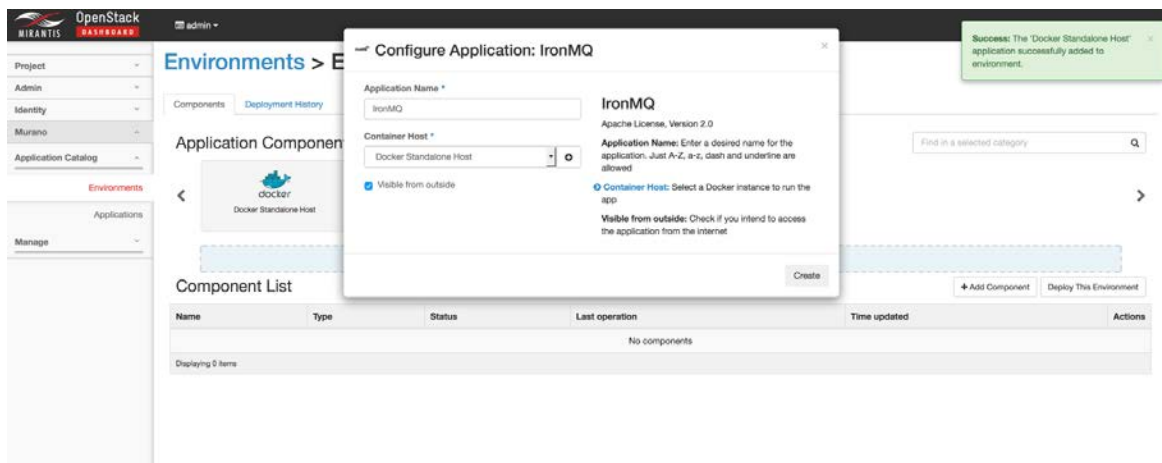 MIRANTIS
OpenStack
DASHBOARD
admin
Project
Admin
Identity
Murano
Application Catalog
Environments
Applications
Manage
Environments > E
Components
Deployment History
Application Componen
Find in a selected category
docker
Docker Standalone Host
Component List
+ Add Component
Deploy This Environment
Name Type Status Last operation Time updated Actions
No components
Displaying 0 items
Configure Application: IronMQ
×
Application Name *
IronMQ
Container Host *
Docker Standalone Host
Visible from outside
IronMQ
Apache License, Version 2.0
Application Name: Enter a desired name for the
application. Just A-Z, a-z, dash and underline are
allowed
Container Host: Select a Docker instance to run the
app
Visible from outside: Check if you intend to access
the application from the internet
Create
Success: The 'Docker Standalone Host'
application successfully added to
environment.
×